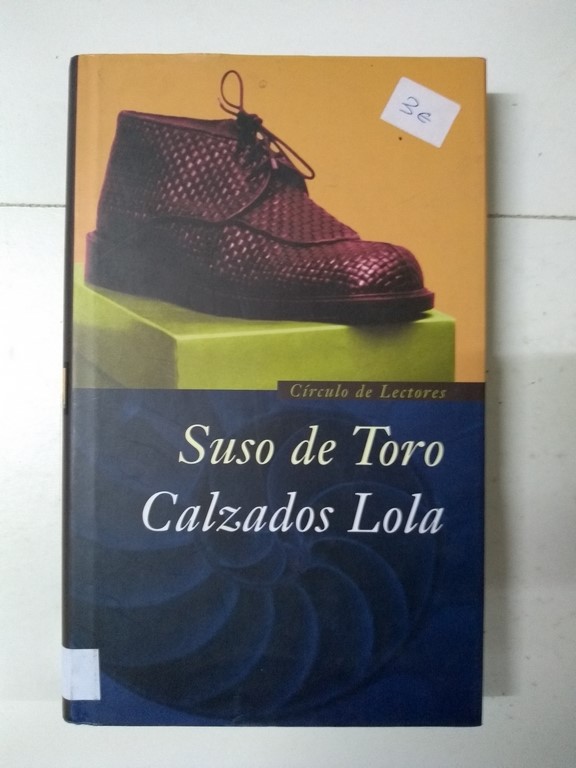 3€
Círculo de Lectores
Suso de Toro
Calzados Lola